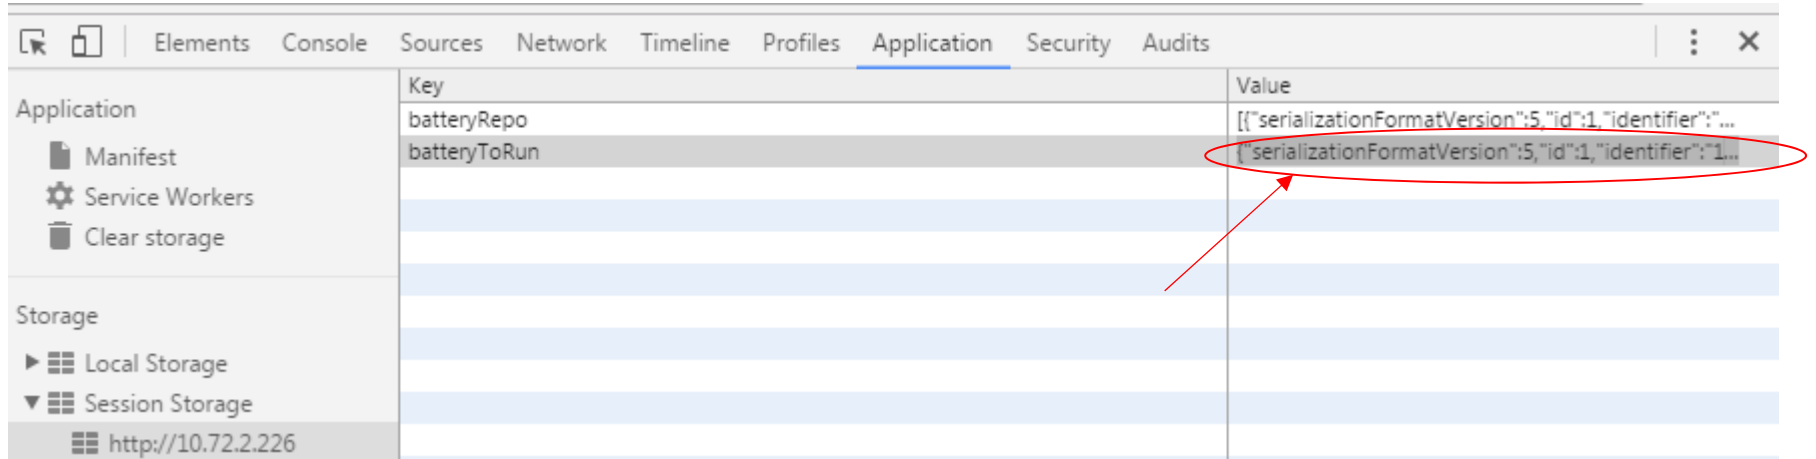 Elements Console Sources Network Timeline Profiles Application Security Audits
Application
Manifest
Service Workers
Clear storage
Storage
Local Storage
Session Storage
http://10.72.2.226
Key Value
batteryRepo [{"serializationFormatVersion":5,"id":1,"identifier":"...
batteryToRun {"serializationFormatVersion":5,"id":1,"identifier":"1...